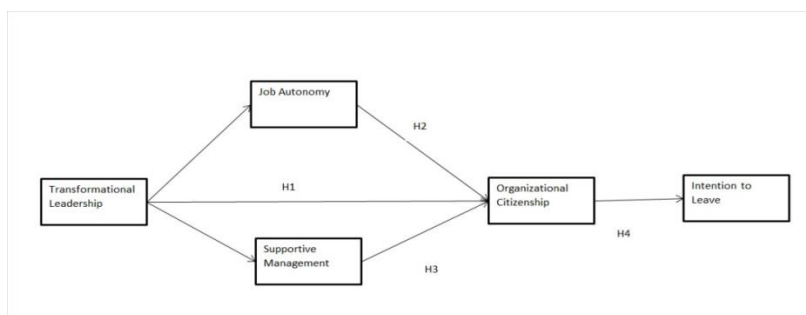 Job Autonomy
H2
Transformational
Leadership
H1
Organizational
Citizenship
Intention to
Leave
Supportive
Management
H3
H4